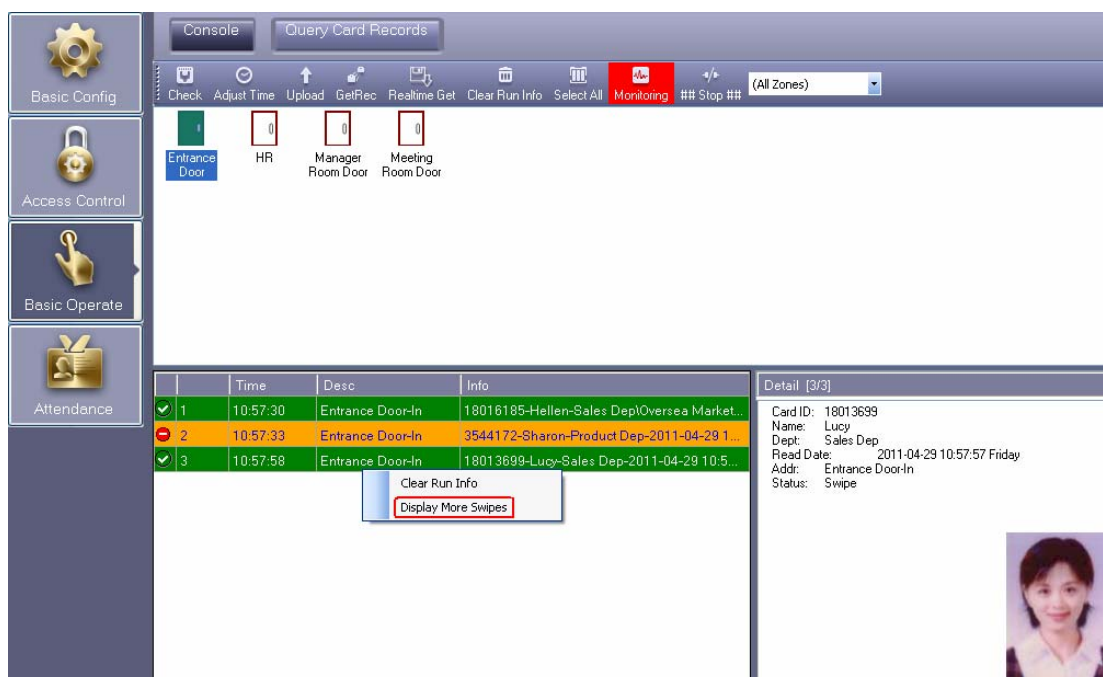 Basic Config
Access Control
Basic Operate
Attendance
Console Query Card Records
Check Adjust Time Upload GetRec Realtime Get Clear Run Info Select All Monitoring ## Stop ## (All Zones)
Entrance Door
HR
Manager Room Door
Meeting Room Door
Time Desc Info
1 10:57:30 Entrance Door-In 18016185-Hellen-Sales Dep\Oversea Market...
2 10:57:33 Entrance Door-In 3544172-Sharon-Product Dep-2011-04-29 1...
3 10:57:58 Entrance Door-In 18013699-Lucy-Sales Dep-2011-04-29 10:5...
Clear Run Info
Display More Swipes
Detail [3/3]
Card ID: 18013699
Name: Lucy
Dept: Sales Dep
Read Date: 2011-04-29 10:57:57 Friday
Addr: Entrance Door-In
Status: Swipe